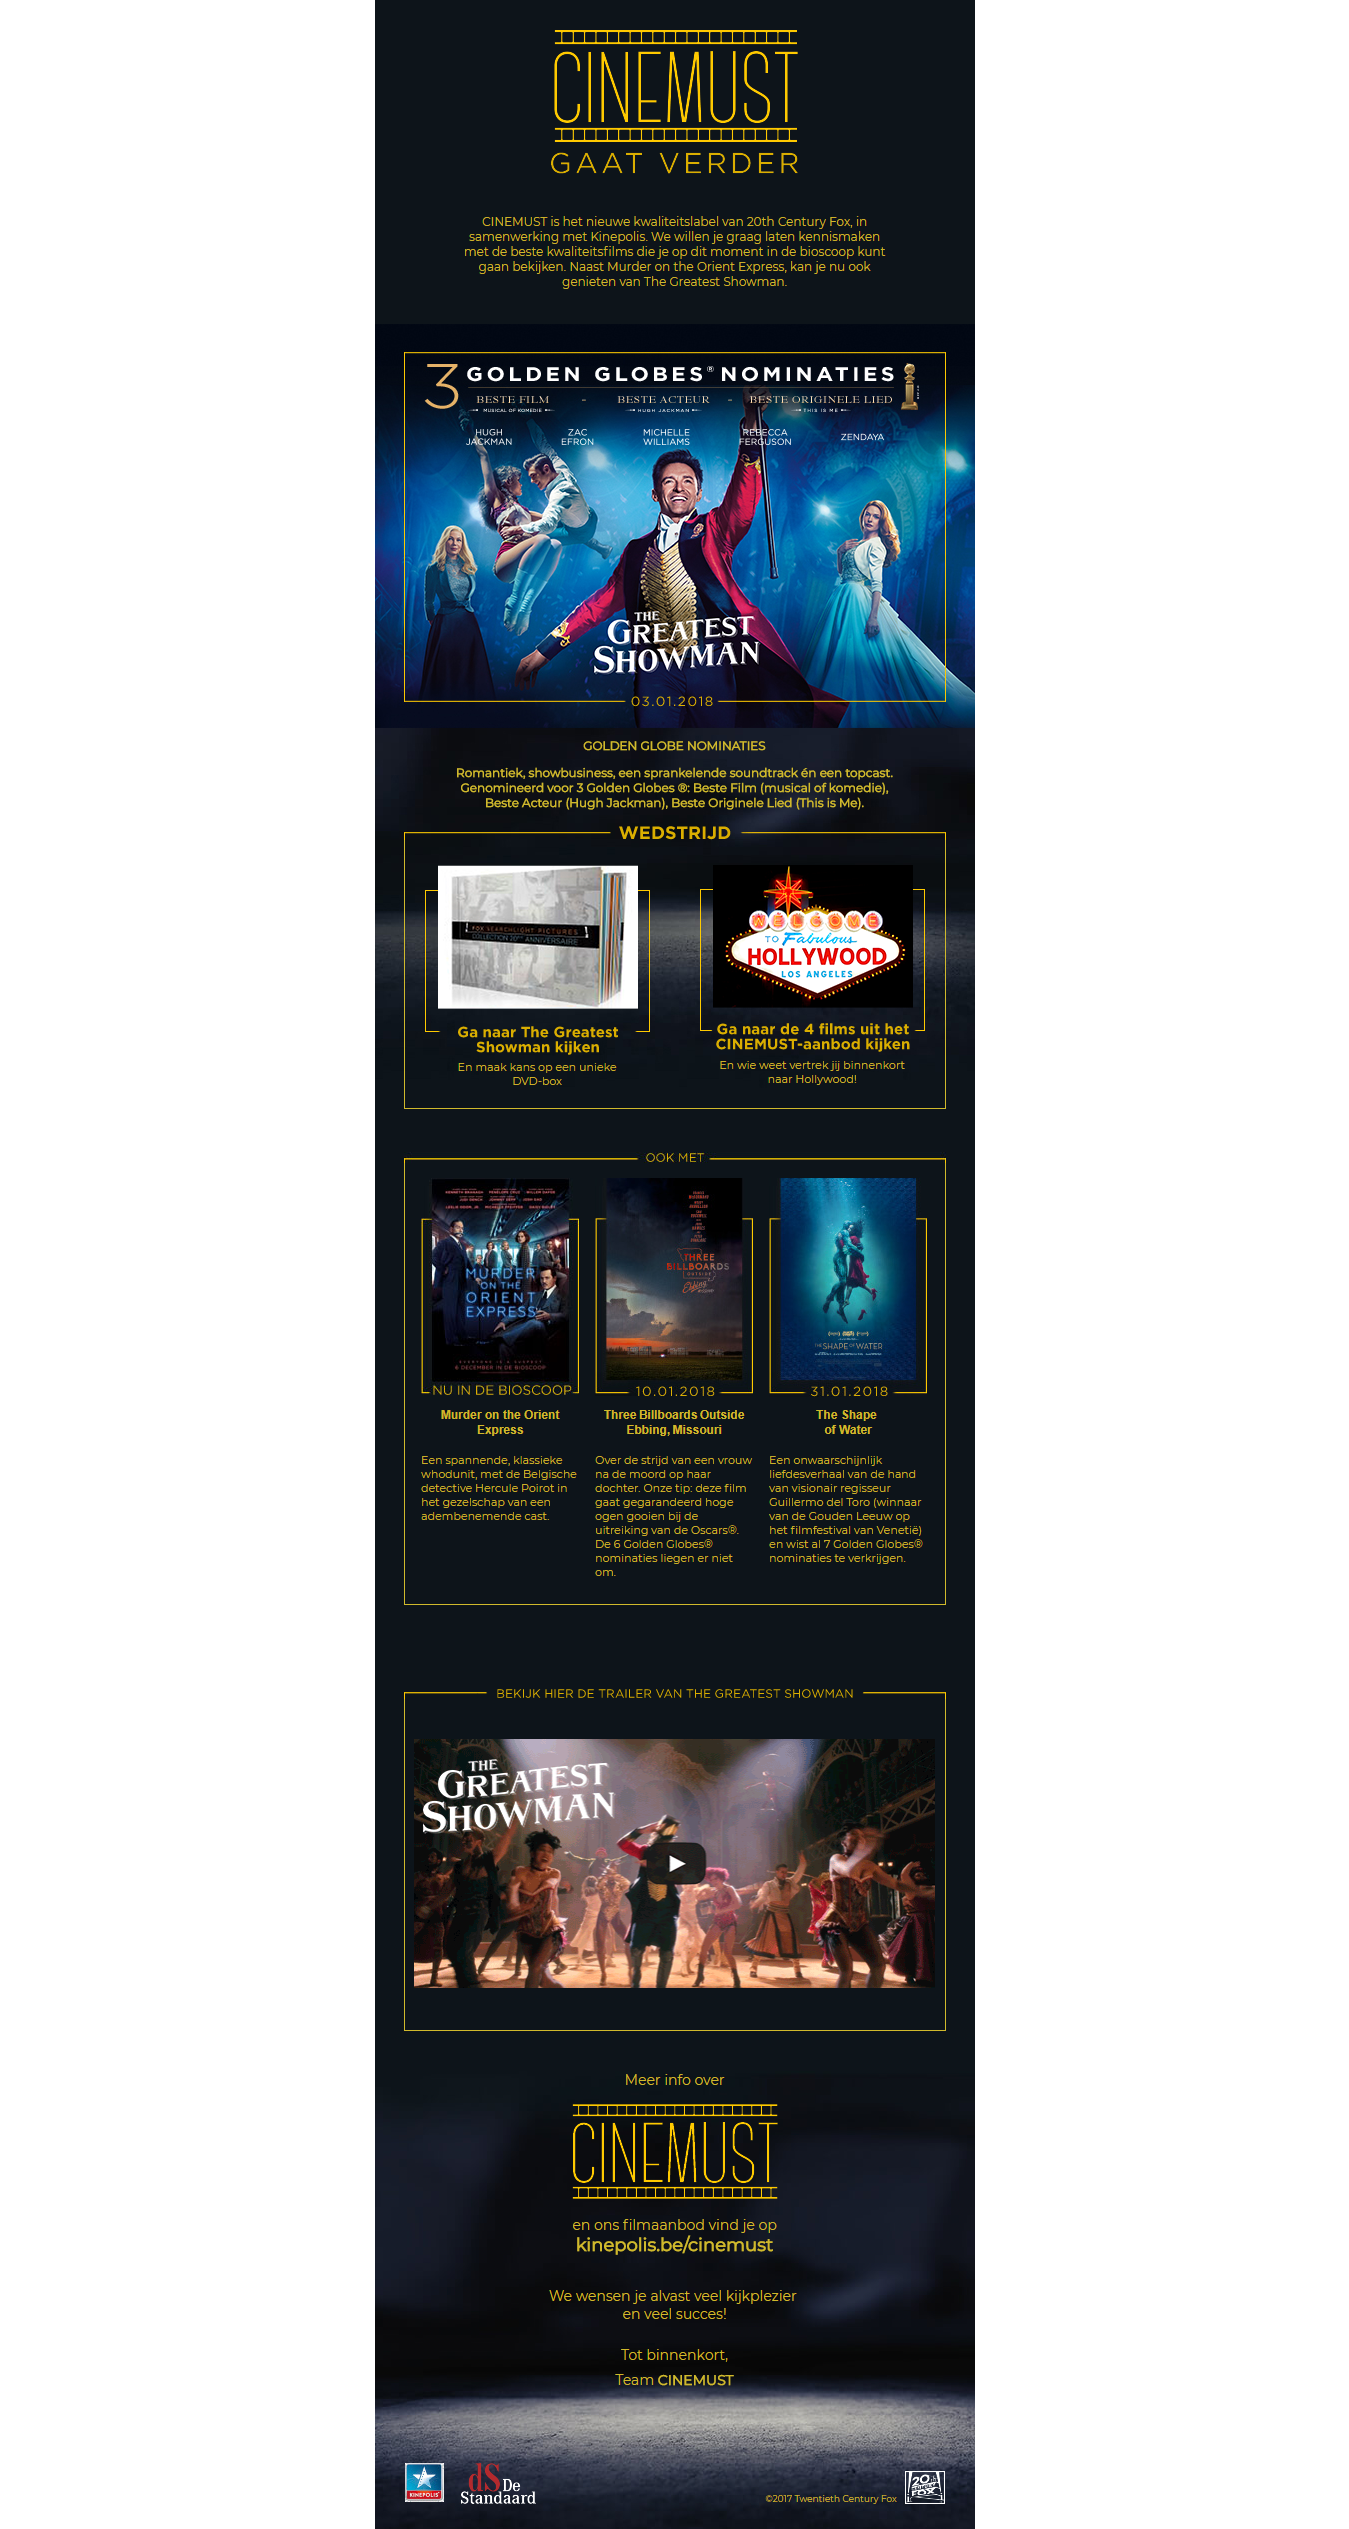 CINEMUST
GAAT VERDER
CINEMUST is het nieuwe kwaliteitslabel van 20th Century Fox, in
samenwerking met Kinepolis. We willen je graag laten kennismaken
met de beste kwaliteitsfilms die je op dit moment in de bioscoop kunt
gaan bekijken. Naast Murder on the Orient Express, kan je nu ook
genieten van The Greatest Showman.
3 GOLDEN GLOBES® NOMINATIES
BESTE FILM - BESTE ACTEUR - BESTE ORIGINELE LIED
MUSICAL OF KOMEDIE HUGH JACKMAN THIS IS ME
HUGH JACKMAN
ZAC EFRON
MICHELLE WILLIAMS
REBECCA FERGUSON
ZENDAYA
THE
GREATEST
SHOWMAN
03.01.2018
GOLDEN GLOBE NOMINATIES
Romantiek, showbusiness, een sprankelende soundtrack én een topcast.
Genomineerd voor 3 Golden Globes ®: Beste Film (musical of komedie),
Beste Acteur (Hugh Jackman), Beste Originele Lied (This is Me).
WEDSTRIJD
FOX SEARCHLIGHT PICTURES
COLLECTION 20ÈME ANNIVERSAIRE
Ga naar The Greatest
Showman kijken
En maak kans op een unieke
DVD-box
WELCOME
TO Fabulous
HOLLYWOOD
LOS ANGELES
Ga naar de 4 films uit het
CINEMUST-aanbod kijken
En wie weet vertrek jij binnenkort
naar Hollywood!
OOK MET
MURDER
ON THE
ORIENT
EXPRESS
EVERYONE IS A SUSPECT
6 DECEMBER IN DE BIOSCOOP
NU IN DE BIOSCOOP
Murder on the Orient
Express
Een spannende, klassieke
whodunit, met de Belgische
detective Hercule Poirot in
het gezelschap van een
adembenemende cast.
THREE
BILLBOARDS
OUTSIDE
Ebbing
10.01.2018
Three Billboards Outside
Ebbing, Missouri
Over de strijd van een vrouw
na de moord op haar
dochter. Onze tip: deze film
gaat gegarandeerd hoge
ogen gooien bij de
uitreiking van de Oscars®.
De 6 Golden Globes®
nominaties liegen er niet
om.
THE SHAPE OF WATER
31.01.2018
The Shape
of Water
Een onwaarschijnlijk
liefdesverhaal van de hand
van visionair regisseur
Guillermo del Toro (winnaar
van de Gouden Leeuw op
het filmfestival van Venetië)
en wist al 7 Golden Globes®
nominaties te verkrijgen.
BEKIJK HIER DE TRAILER VAN THE GREATEST SHOWMAN
THE
GREATEST
SHOWMAN
Meer info over
CINEMUST
en ons filmaanbod vind je op
kinepolis.be/cinemust
We wensen je alvast veel kijkplezier
en veel succes!
Tot binnenkort,
Team CINEMUST
KINEPOLIS
dS De
Standaard
©2017 Twentieth Century Fox
20th CENTURY FOX